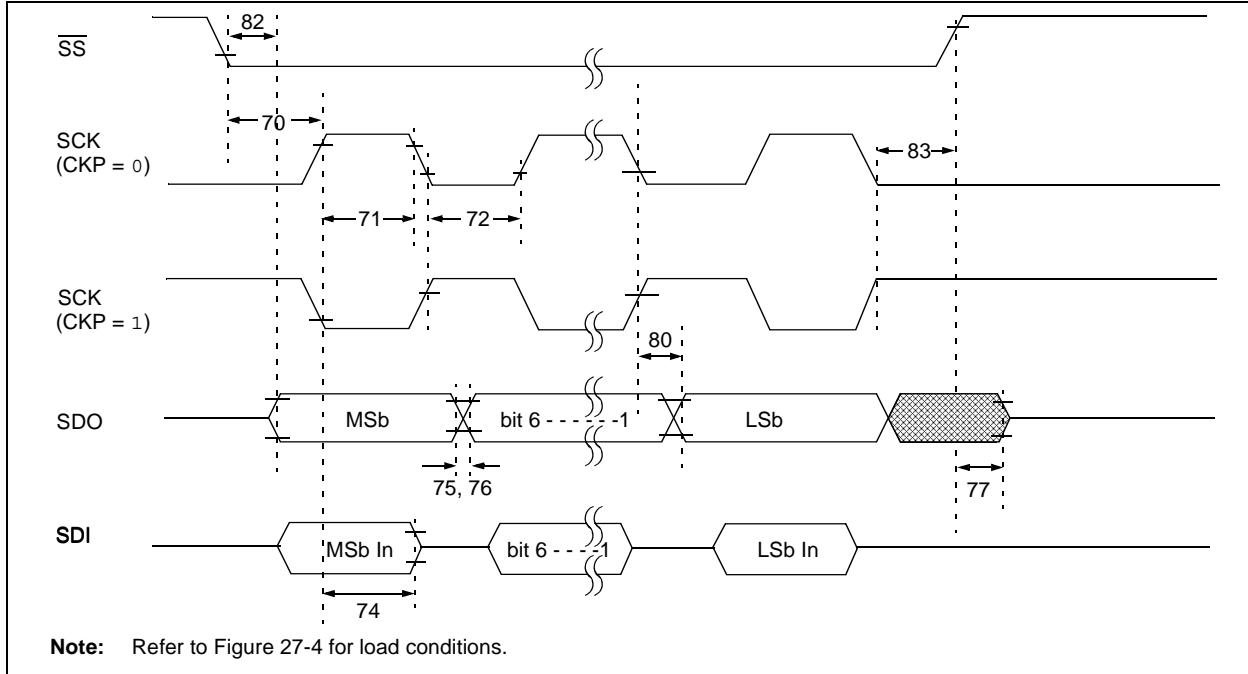 82
SS
70
SCK
(CKP = 0)
83
71
72
SCK
(CKP = 1)
80
SDO
MSb
bit 6 - - - - - -1
LSb
75, 76
77
SDI
MSb In
bit 6 - - - -1
LSb In
74
Note: Refer to Figure 27-4 for load conditions.